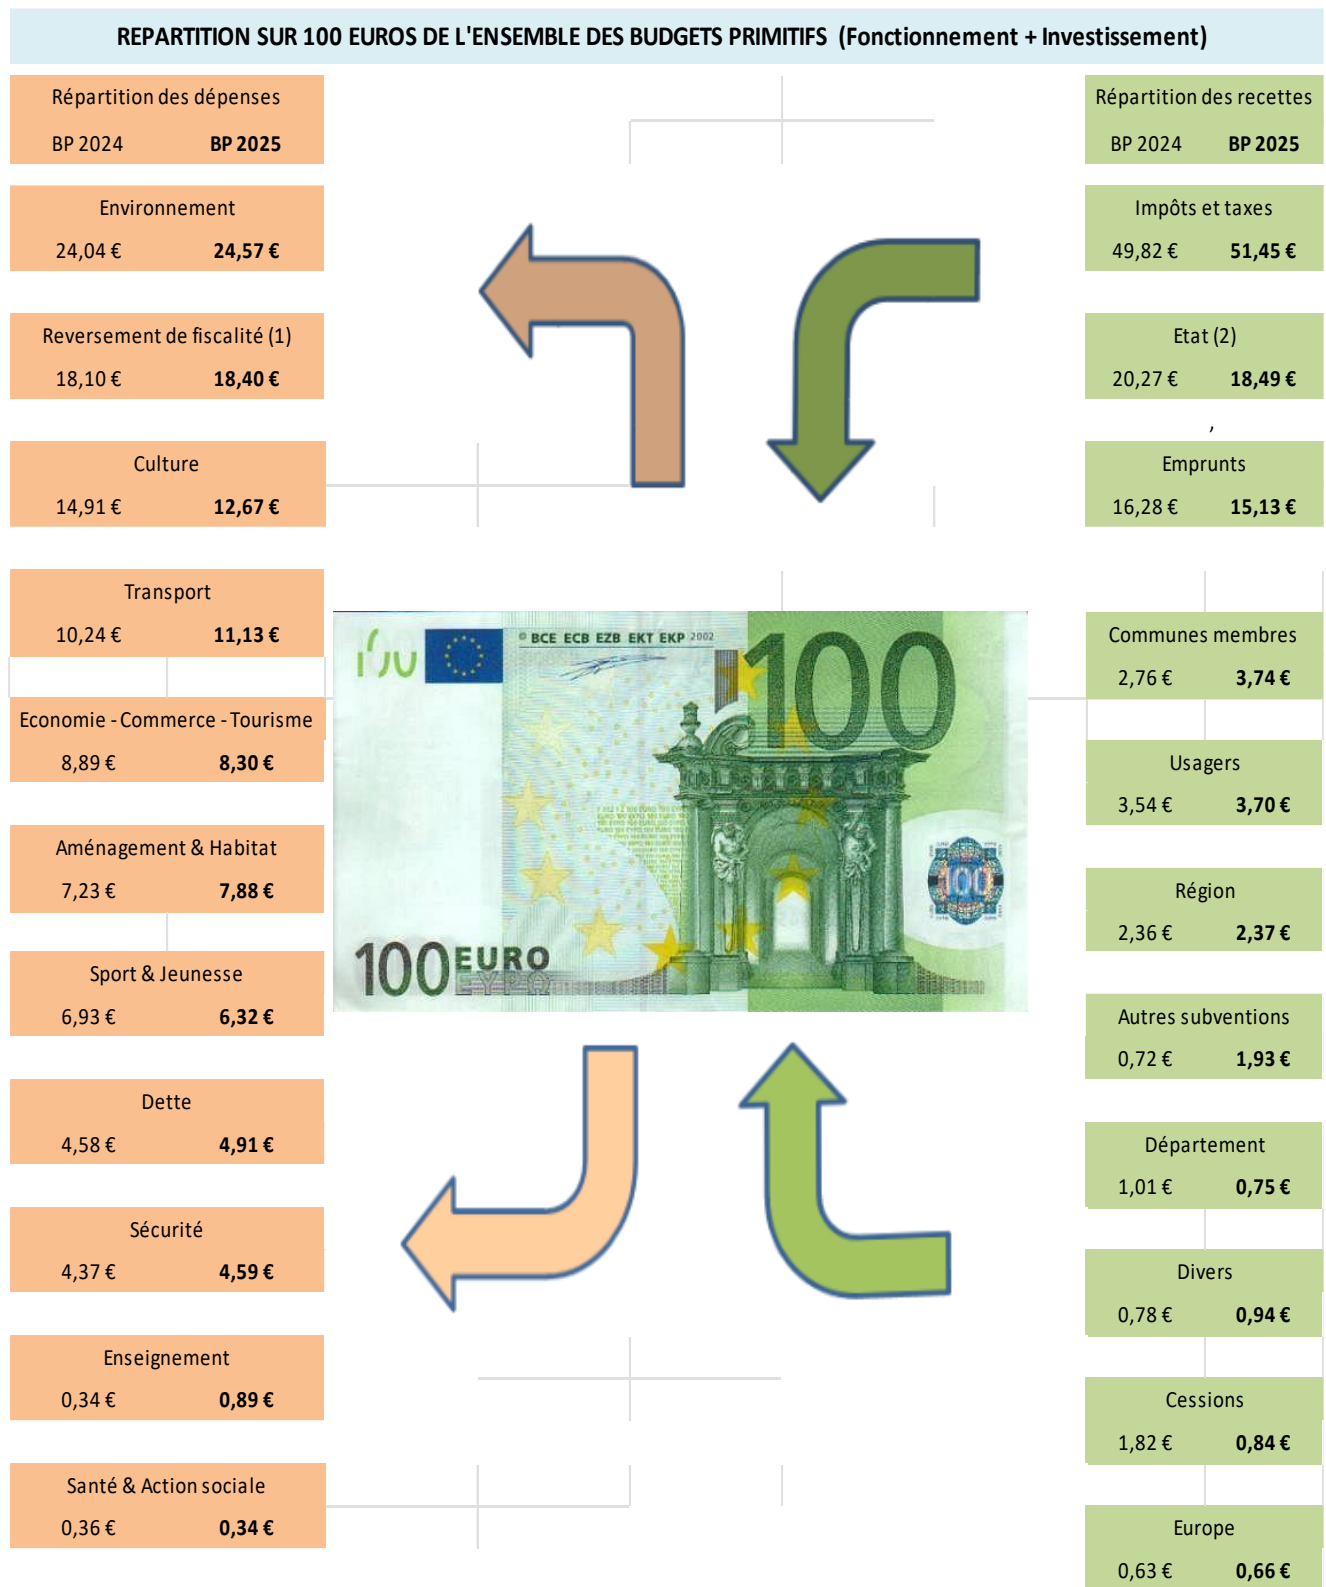 REPARTITION SUR 100 EUROS DE L'ENSEMBLE DES BUDGETS PRIMITIFS (Fonctionnement + Investissement)
Répartition des dépenses
BP 2024 BP 2025
Environnement
24,04 € 24,57 €
Reversement de fiscalité (1)
18,10 € 18,40 €
Culture
14,91 € 12,67 €
Transport
10,24 € 11,13 €
Economie - Commerce - Tourisme
8,89 € 8,30 €
Aménagement & Habitat
7,23 € 7,88 €
Sport & Jeunesse
6,93 € 6,32 €
Dette
4,58 € 4,91 €
Sécurité
4,37 € 4,59 €
Enseignement
0,34 € 0,89 €
Santé & Action sociale
0,36 € 0,34 €
© BCE ECB EZB EKT EKP 2002
100
100 EURO
ΕΥΡΩ
100
Répartition des recettes
BP 2024 BP 2025
Impôts et taxes
49,82 € 51,45 €
Etat (2)
20,27 € 18,49 €
,
Emprunts
16,28 € 15,13 €
Communes membres
2,76 € 3,74 €
Usagers
3,54 € 3,70 €
Région
2,36 € 2,37 €
Autres subventions
0,72 € 1,93 €
Département
1,01 € 0,75 €
Divers
0,78 € 0,94 €
Cessions
1,82 € 0,84 €
Europe
0,63 € 0,66 €